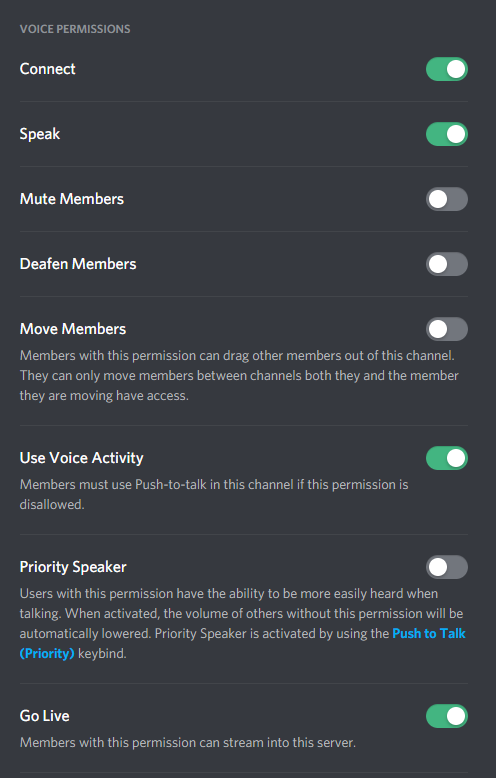 VOICE PERMISSIONS
Connect
Speak
Mute Members
Deafen Members
Move Members
Members with this permission can drag other members out of this channel.
They can only move members between channels both they and the member
they are moving have access.
Use Voice Activity
Members must use Push-to-talk in this channel if this permission is
disallowed.
Priority Speaker
Users with this permission have the ability to be more easily heard when
talking. When activated, the volume of others without this permission will be
automatically lowered. Priority Speaker is activated by using the Push to Talk
(Priority) keybind.
Go Live
Members with this permission can stream into this server.